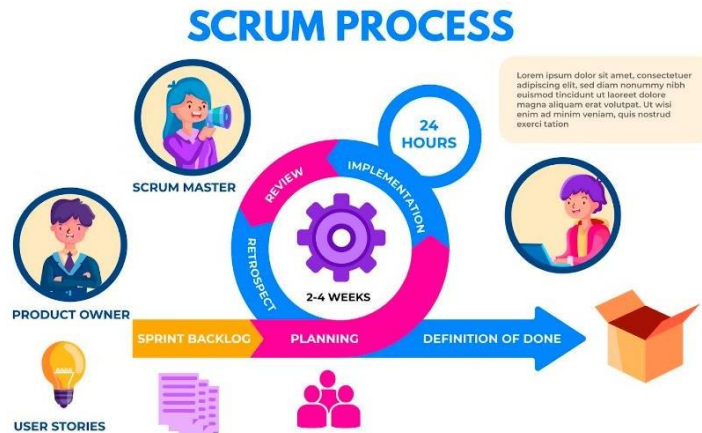 SCRUM PROCESS
Lorem ipsum dolor sit amet, consectetuer
adipiscing elit, sed diam nonummy nibh
euismod tincidunt ut laoreet dolore
magna aliquam erat volutpat. Ut wisi
enim ad minim veniam, quis nostrud
exerci tation
24
HOURS
SCRUM MASTER
REVIEW
IMPLEMENTATION
RETROSPECT
2-4 WEEKS
PRODUCT OWNER
SPRINT BACKLOG
PLANNING
DEFINITION OF DONE
USER STORIES